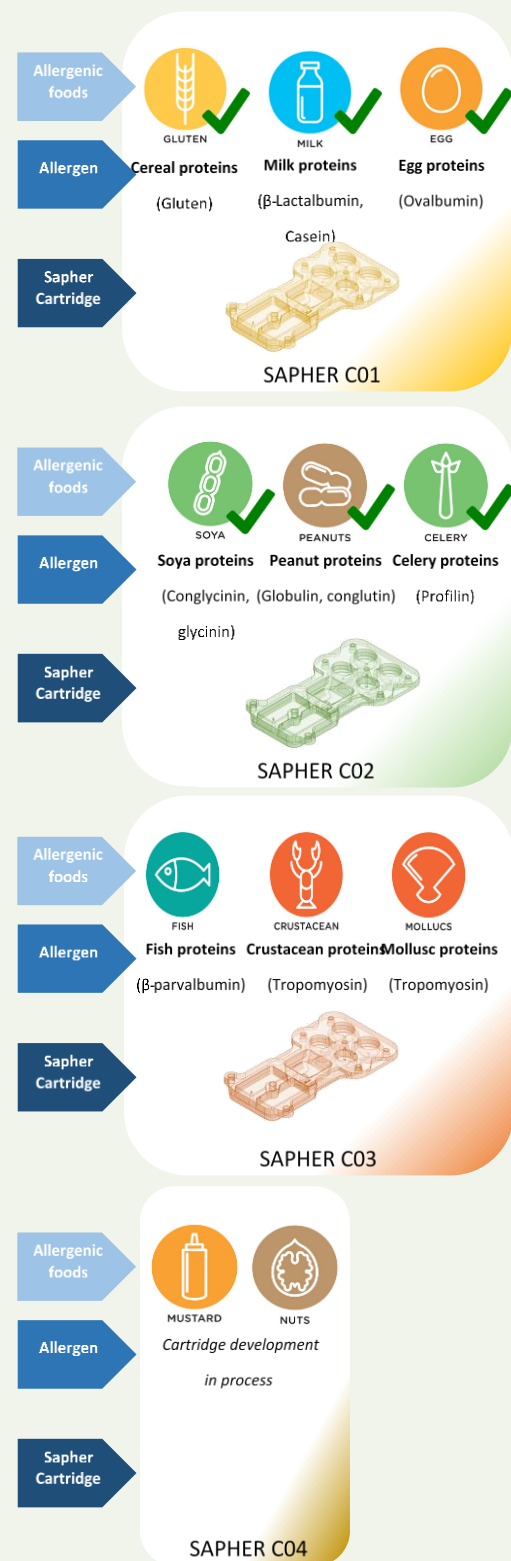 Allergenic
foods
GLUTEN
MILK
EGG
Allergen
Cereal proteins
(Gluten)
Milk proteins
(β-Lactalbumin,
Casein)
Egg proteins
(Ovalbumin)
Sapher
Cartridge
SAPHER C01
Allergenic
foods
SOYA
PEANUTS
CELERY
Allergen
Soya proteins
(Conglycinin,
glycinin)
Peanut proteins
(Globulin, conglutin)
Celery proteins
(Profilin)
Sapher
Cartridge
SAPHER C02
Allergenic
foods
FISH
CRUSTACEAN
MOLLUCS
Allergen
Fish proteins
(β-parvalbumin)
Crustacean proteins
(Tropomyosin)
Mollusc proteins
(Tropomyosin)
Sapher
Cartridge
SAPHER C03
Allergenic
foods
MUSTARD
NUTS
Allergen
Cartridge development
in process
Sapher
Cartridge
SAPHER C04